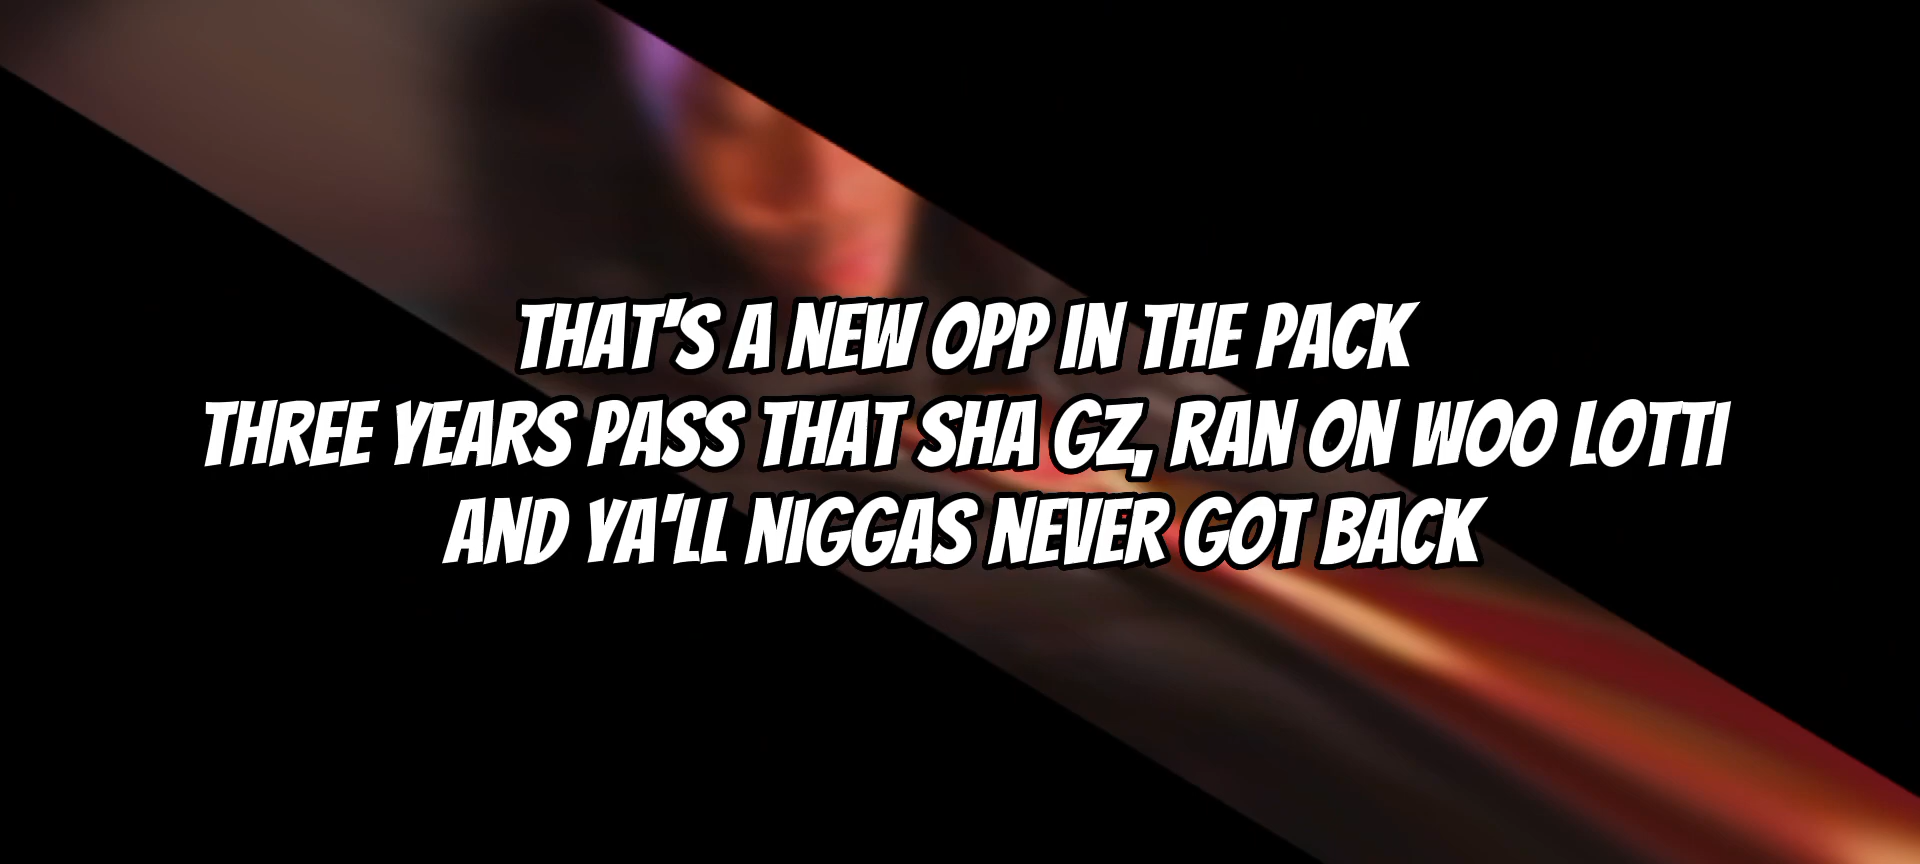 THAT'S A NEW OPP IN THE PACK
THREE YEARS PASS THAT SHA GZ, RAN ON WOO LOTTI
AND YA'LL NIGGAS NEVER GOT BACK